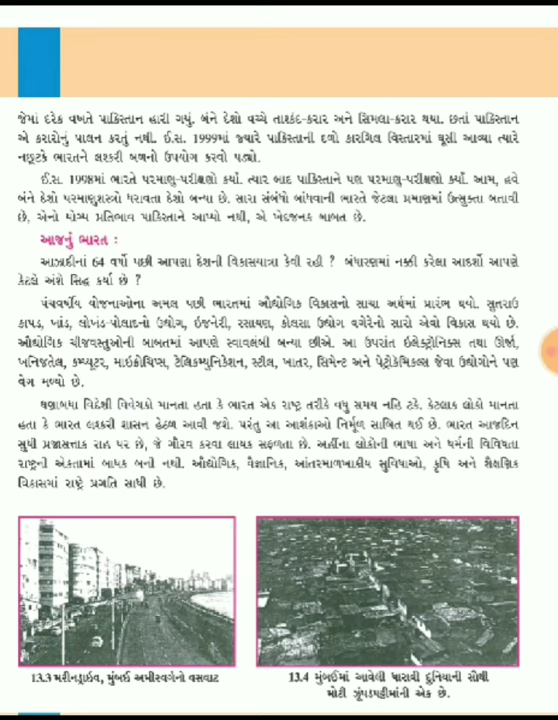 જેમાં દરેક વખતે પાકિસ્તાન હારી ગયું. બંને દેશો વચ્ચે તાશ્કંદ-કરાર અને સિમલા-કરાર થયા. છતાં પાકિસ્તાન
એ કરારોનું પાલન કરતું નથી. ઈ.સ. 1999માં જ્યારે પાકિસ્તાની દળો કારગિલ વિસ્તારમાં ઘૂસી આવ્યા ત્યારે
નછૂટકે ભારતને લશ્કરી બળનો ઉપયોગ કરવો પડ્યો.
ઈ.સ. 1998માં ભારતે પરમાણુ-પરીક્ષણો કર્યાં. ત્યાર બાદ પાકિસ્તાને પણ પરમાણુ-પરીક્ષણો કર્યાં. આમ, હવે
બંને દેશો પરમાણુશસ્ત્રો ધરાવતા દેશો બન્યા છે. સારા સંબંધો બાંધવાની ભારતે જેટલા પ્રમાણમાં ઉત્સુક્તા બતાવી
છે, એનો યોગ્ય પ્રતિભાવ પાકિસ્તાને આપ્યો નથી, એ ખેદજનક બાબત છે.
આજનું ભારત :
આઝાદીનાં 64 વર્ષો પછી આપણા દેશની વિકાસયાત્રા કેવી રહી ? બંધારણમાં નક્કી કરેલા આદર્શો આપણે
કેટલે અંશે સિદ્ધ કર્યા છે ?
પંચવર્ષીય યોજનાઓના અમલ પછી ભારતમાં ઔદ્યોગિક વિકાસનો સાચા અર્થમાં પ્રારંભ થયો. સુતરાઉ
કાપડ, ખાંડ, લોખંડ-પોલાદનો ઉદ્યોગ, ઇજનેરી, રસાયણ, કોલસા ઉદ્યોગ વગેરેનો સારો એવો વિકાસ થયો છે.
ઔદ્યોગિક ચીજવસ્તુઓની બાબતમાં આપણે સ્વાવલંબી બન્યા છીએ. આ ઉપરાંત ઇલેક્ટ્રોનિક્સ તથા ઊર્જા,
ખનિજતેલ, કમ્પ્યૂટર, માઇક્રોચિપ્સ, ટેલિકમ્યુનિકેશન, સ્ટીલ, ખાતર, સિમેન્ટ અને પેટ્રોકેમિકલ્સ જેવા ઉદ્યોગોને પણ
વેગ મળ્યો છે.
ઘણાબધા વિદેશી વિવેચકો માનતા હતા કે ભારત એક રાષ્ટ્ર તરીકે વધુ સમય નહિ ટકે. કેટલાક લોકો માનતા
હતા કે ભારત લશ્કરી શાસન હેઠળ આવી જશે. પરંતુ આ આશંકાઓ નિર્મૂળ સાબિત થઈ છે. ભારત આજદિન
સુધી પ્રજાસત્તાક રાહ પર છે, જે ગૌરવ કરવા લાયક સફળતા છે. અહીંના લોકોની ભાષા અને ધર્મની વિવિધતા
રાષ્ટ્રની એકતામાં બાધક બની નથી. ઔદ્યોગિક, વૈજ્ઞાનિક, આંતરમાળખાકીય સુવિધાઓ, કૃષિ અને શૈક્ષણિક
વિકાસમાં રાષ્ટ્રે પ્રગતિ સાધી છે.
13.3 મરીનડ્રાઇવ, મુંબઈ અમીરવર્ગનો વસવાટ
13.4 મુંબઈમાં આવેલી ધારાવી દુનિયાની સૌથી
મોટી ઝૂંપડપટ્ટીમાંની એક છે.